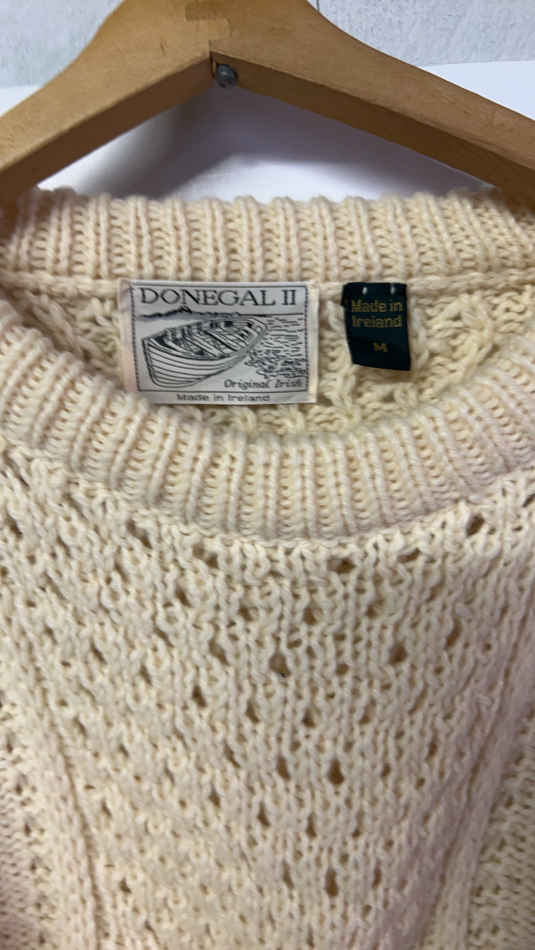 DONEGAL II
Original Irish
Made in Ireland
Made in
Ireland
M